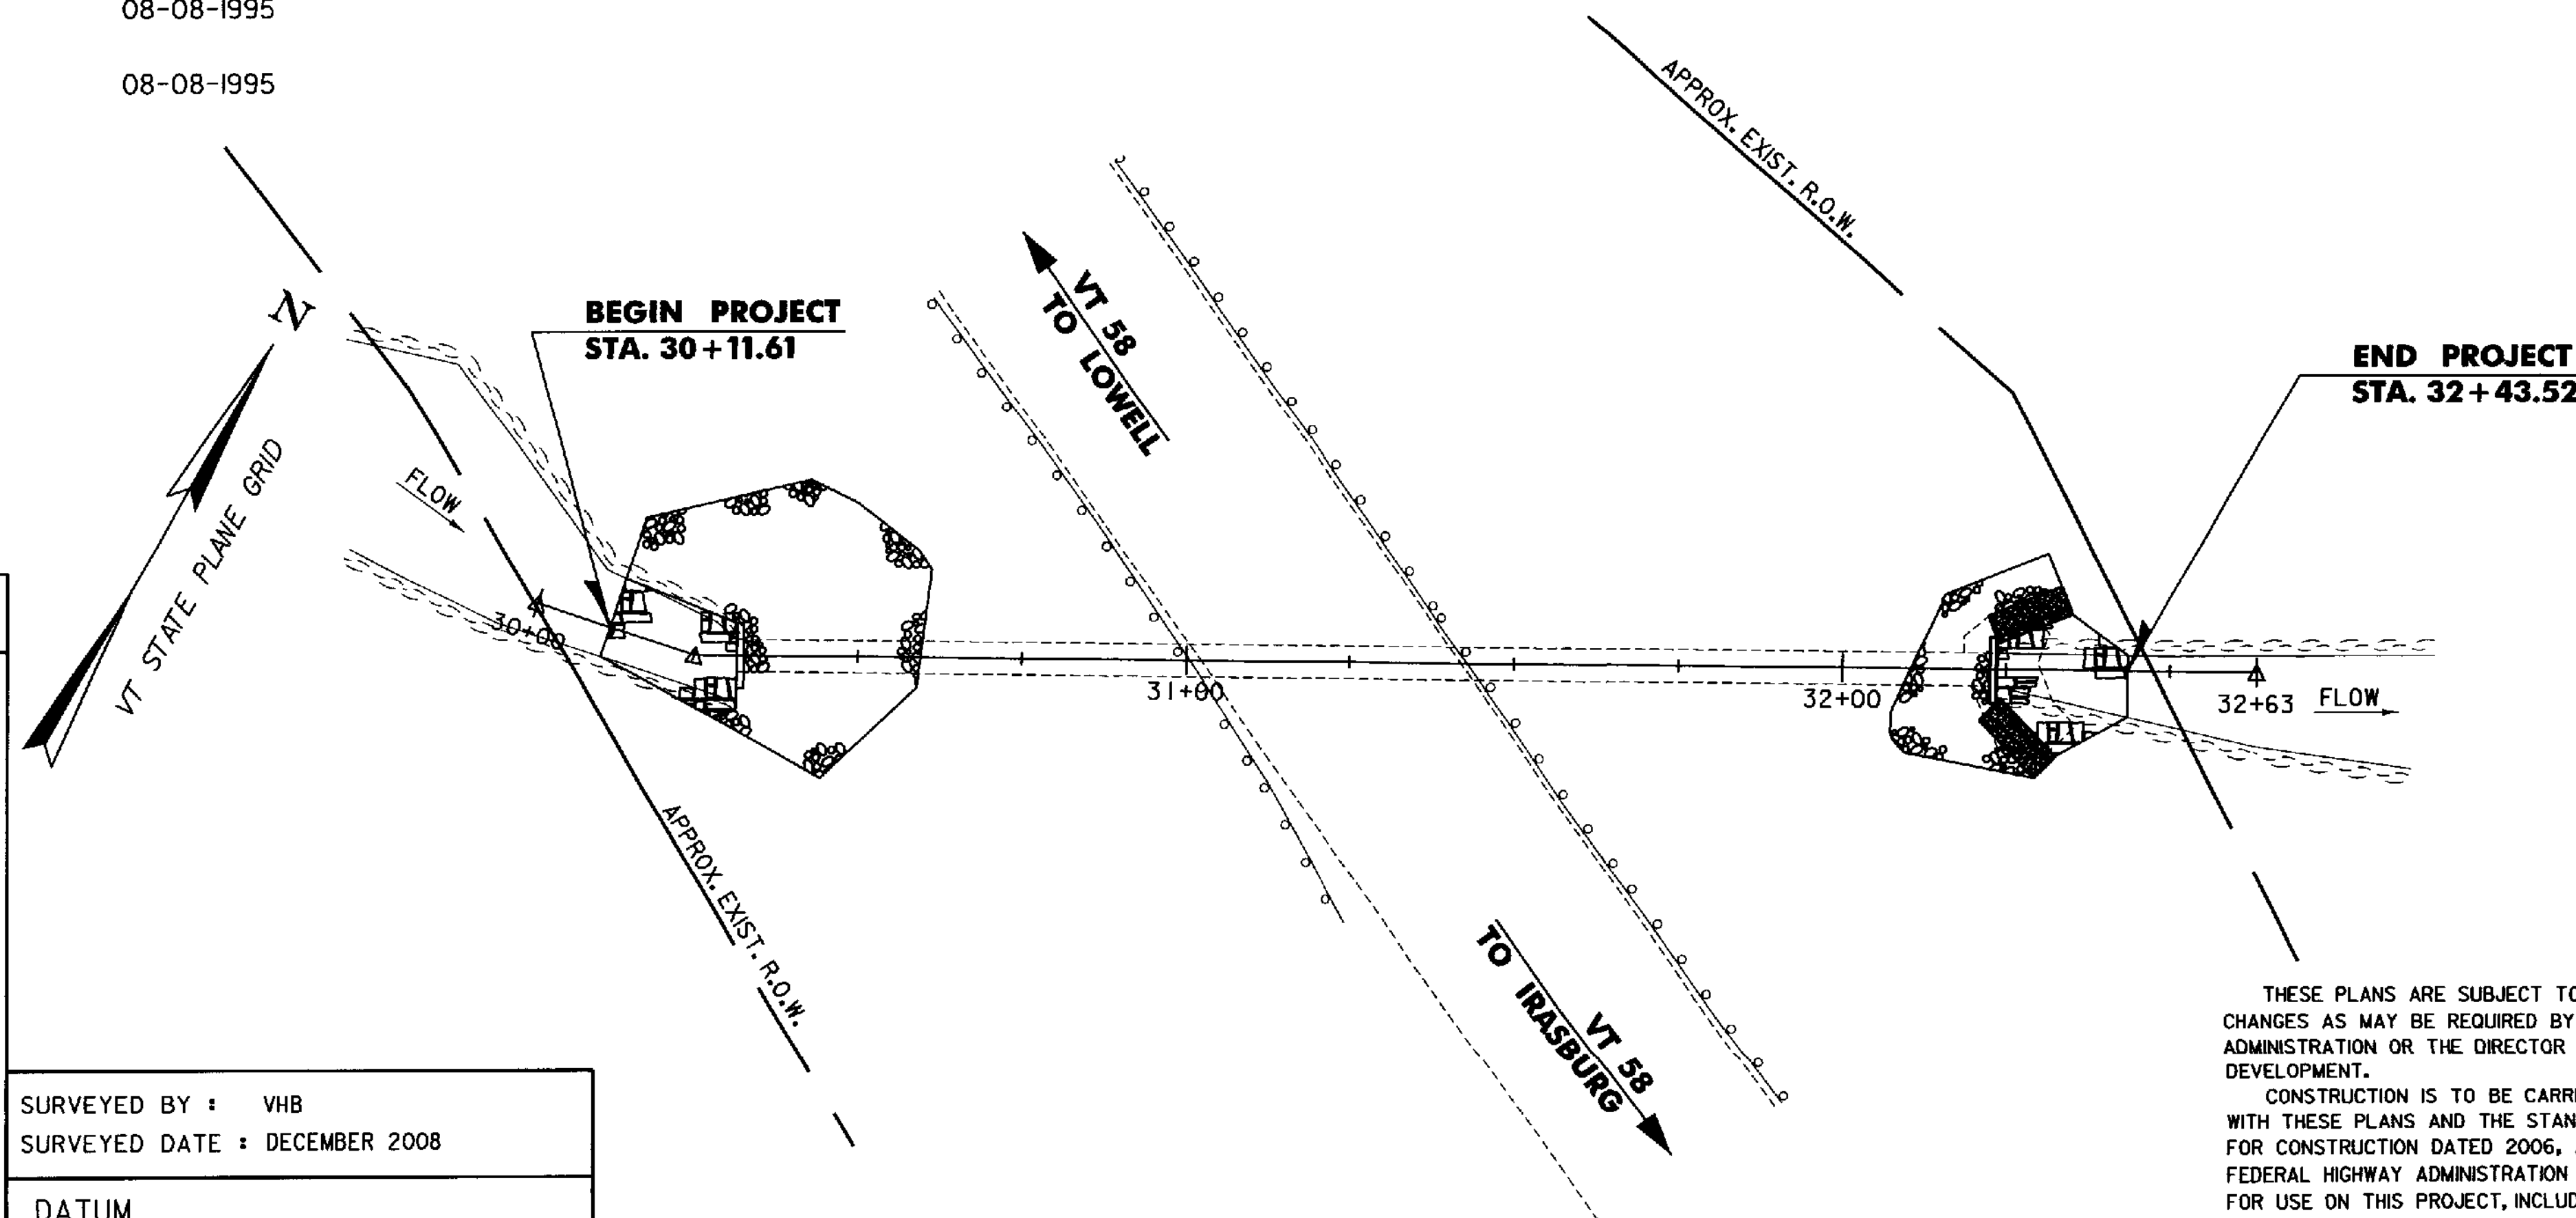 08-08-1995
08-08-1995
APPROX. EXIST. R.O.W.
N
VT STATE PLANE GRID
BEGIN PROJECT
STA. 30+11.61
VT 58
TO LOWELL
END PROJECT
STA. 32+43.52
FLOW
30+00
31+00
32+00
32+63
FLOW
APPROX. EXIST. R.O.W.
VT 58
TO IRASBURG
THESE PLANS ARE SUBJECT TO
CHANGES AS MAY BE REQUIRED BY
ADMINISTRATION OR THE DIRECTOR
DEVELOPMENT.
CONSTRUCTION IS TO BE CARRI
WITH THESE PLANS AND THE STAN
FOR CONSTRUCTION DATED 2006,
FEDERAL HIGHWAY ADMINISTRATION
FOR USE ON THIS PROJECT, INCLUD
SURVEYED BY : VHB
SURVEYED DATE : DECEMBER 2008
DATUM